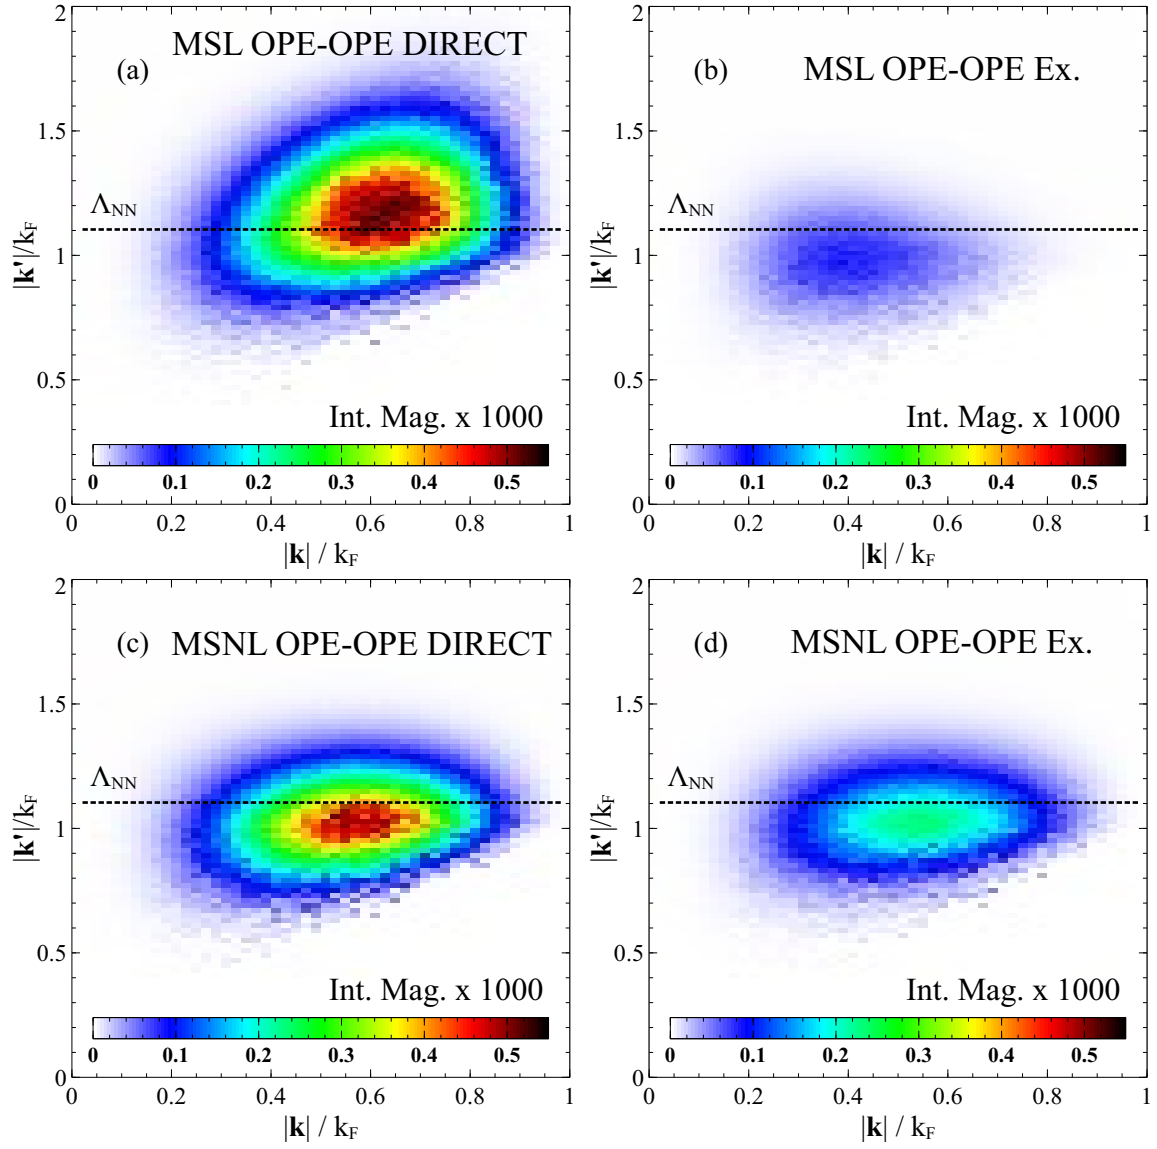 2
MSL OPE-OPE DIRECT
(a)
1.5
ΛNN
|k'|/kF
1
0.5
Int. Mag. x 1000
0 0.1 0.2 0.3 0.4 0.5
0
0 0.2 0.4 0.6 0.8 1
|k| / kF
2
(b) MSL OPE-OPE Ex.
1.5
ΛNN
|k'|/kF
1
0.5
Int. Mag. x 1000
0 0.1 0.2 0.3 0.4 0.5
0
0 0.2 0.4 0.6 0.8 1
|k| / kF
2
(c) MSNL OPE-OPE DIRECT
1.5
ΛNN
|k'|/kF
1
0.5
Int. Mag. x 1000
0 0.1 0.2 0.3 0.4 0.5
0
0 0.2 0.4 0.6 0.8 1
|k| / kF
2
(d) MSNL OPE-OPE Ex.
1.5
ΛNN
|k'|/kF
1
0.5
Int. Mag. x 1000
0 0.1 0.2 0.3 0.4 0.5
0
0 0.2 0.4 0.6 0.8 1
|k| / kF